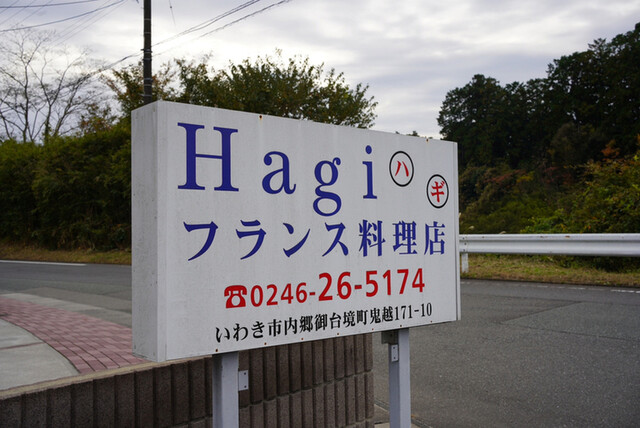 Hagi ハギ
フランス料理店
☎0246-26-5174
いわき市内郷御台境町鬼越171-10